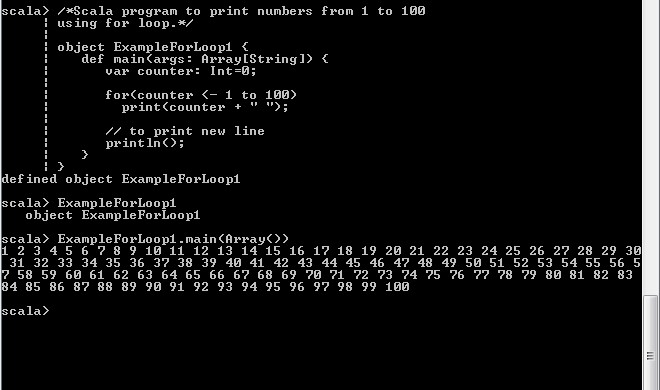 scala> /*Scala program to print numbers from 1 to 100
     | using for loop.*/
     |
     | object ExampleForLoop1 {
     |    def main(args: Array[String]) {
     |       var counter: Int=0;
     |
     |       for(counter <- 1 to 100)
     |         print(counter + " ");
     |
     |       // to print new line
     |       println();
     |    }
     | }
defined object ExampleForLoop1

scala> ExampleForLoop1
   object ExampleForLoop1

scala> ExampleForLoop1.main(Array())
1 2 3 4 5 6 7 8 9 10 11 12 13 14 15 16 17 18 19 20 21 22 23 24 25 26 27 28 29 30
 31 32 33 34 35 36 37 38 39 40 41 42 43 44 45 46 47 48 49 50 51 52 53 54 55 56 5
7 58 59 60 61 62 63 64 65 66 67 68 69 70 71 72 73 74 75 76 77 78 79 80 81 82 83
84 85 86 87 88 89 90 91 92 93 94 95 96 97 98 99 100

scala>